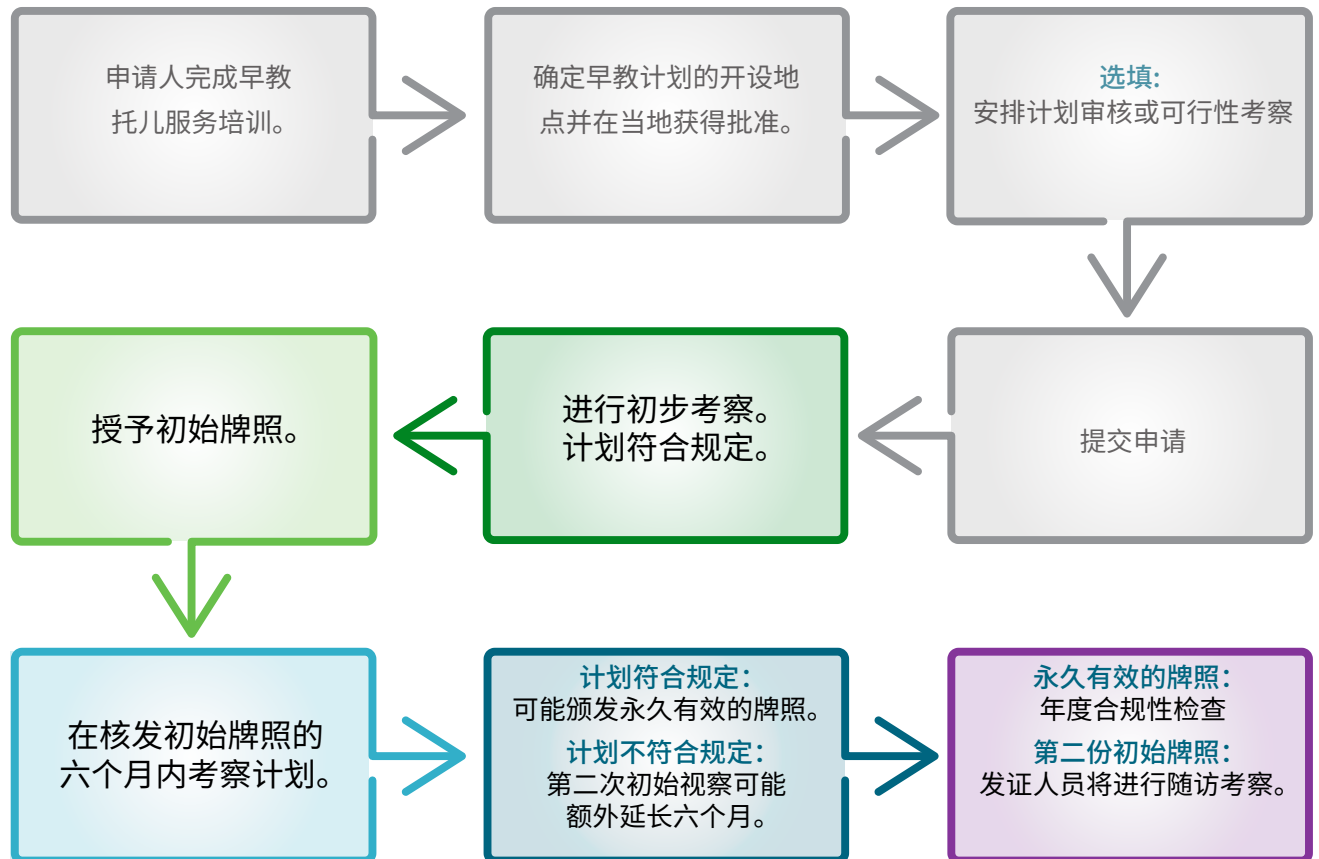 申请人完成早教
托儿服务培训。
确定早教计划的开设地
点并在当地获得批准。
选填:
安排计划审核或可行性考察
提交申请
进行初步考察。
计划符合规定。
授予初始牌照。
在核发初始牌照的
六个月内考察计划。
计划符合规定：
可能颁发永久有效的牌照。
计划不符合规定：
第二次初始视察可能
额外延长六个月。
永久有效的牌照：
年度合规性检查
第二份初始牌照：
发证人员将进行随访考察。